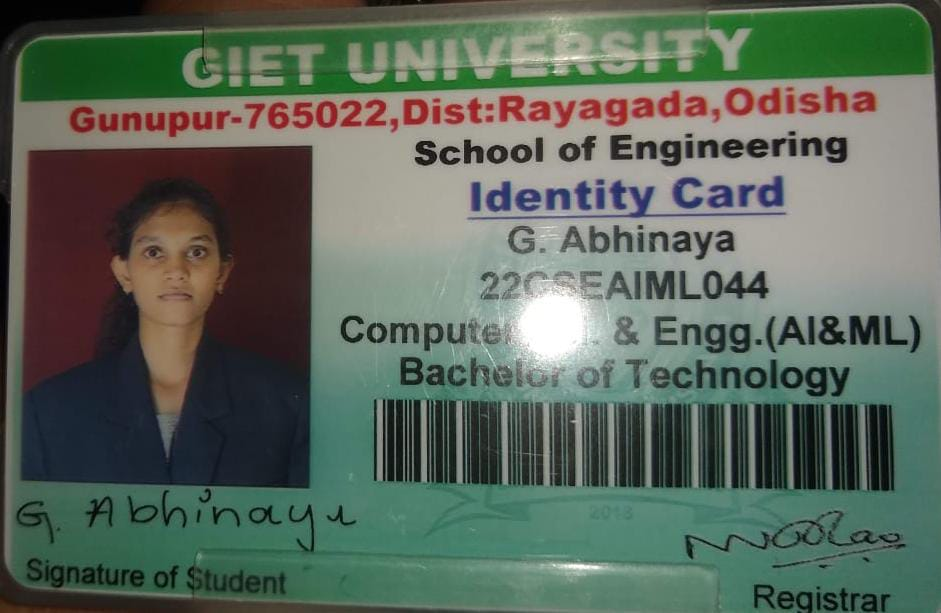 GIET UNIVERSITY
Gunupur-765022,Dist:Rayagada,Odisha
School of Engineering
Identity Card
G. Abhinaya
22CSEAIML044
Computer & Engg.(AI&ML)
Bachelor of Technology
2018
G. Abhinaya
Signature of Student
Registrar